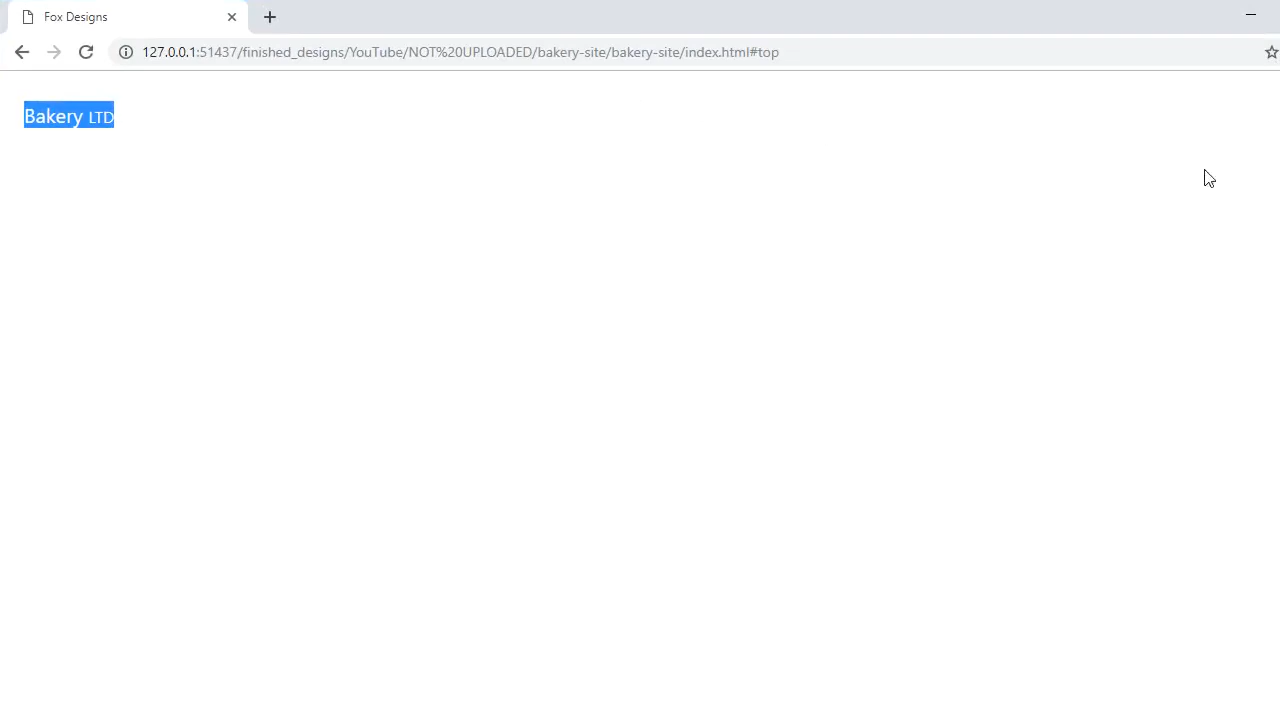 Fox Designs
127.0.0.1:51437/finished_designs/YouTube/NOT%20UPLOADED/bakery-site/bakery-site/index.html#top
Bakery LTD